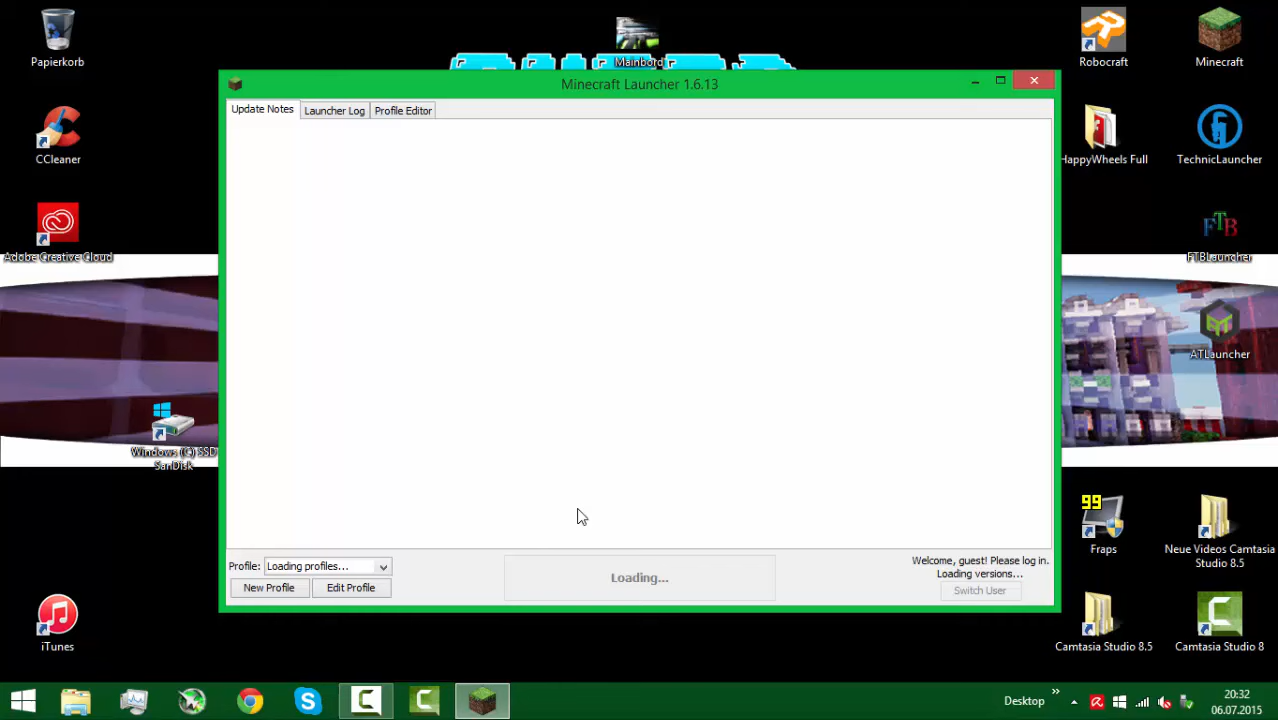 Papierkorb
CCleaner
Adobe Creative Cloud
Windows (C) SSD
SanDisk
iTunes
Mainbord
Minecraft Launcher 1.6.13
Update Notes
Launcher Log
Profile Editor
Profile:
Loading profiles...
New Profile
Edit Profile
Loading...
Welcome, guest! Please log in.
Loading versions...
Switch User
Robocraft
Minecraft
HappyWheels Full
TechnicLauncher
FTB
FTBLauncher
ATLauncher
99
Fraps
Neue Videos Camtasia
Studio 8.5
Camtasia Studio 8.5
Camtasia Studio 8
Desktop
20:32
06.07.2015